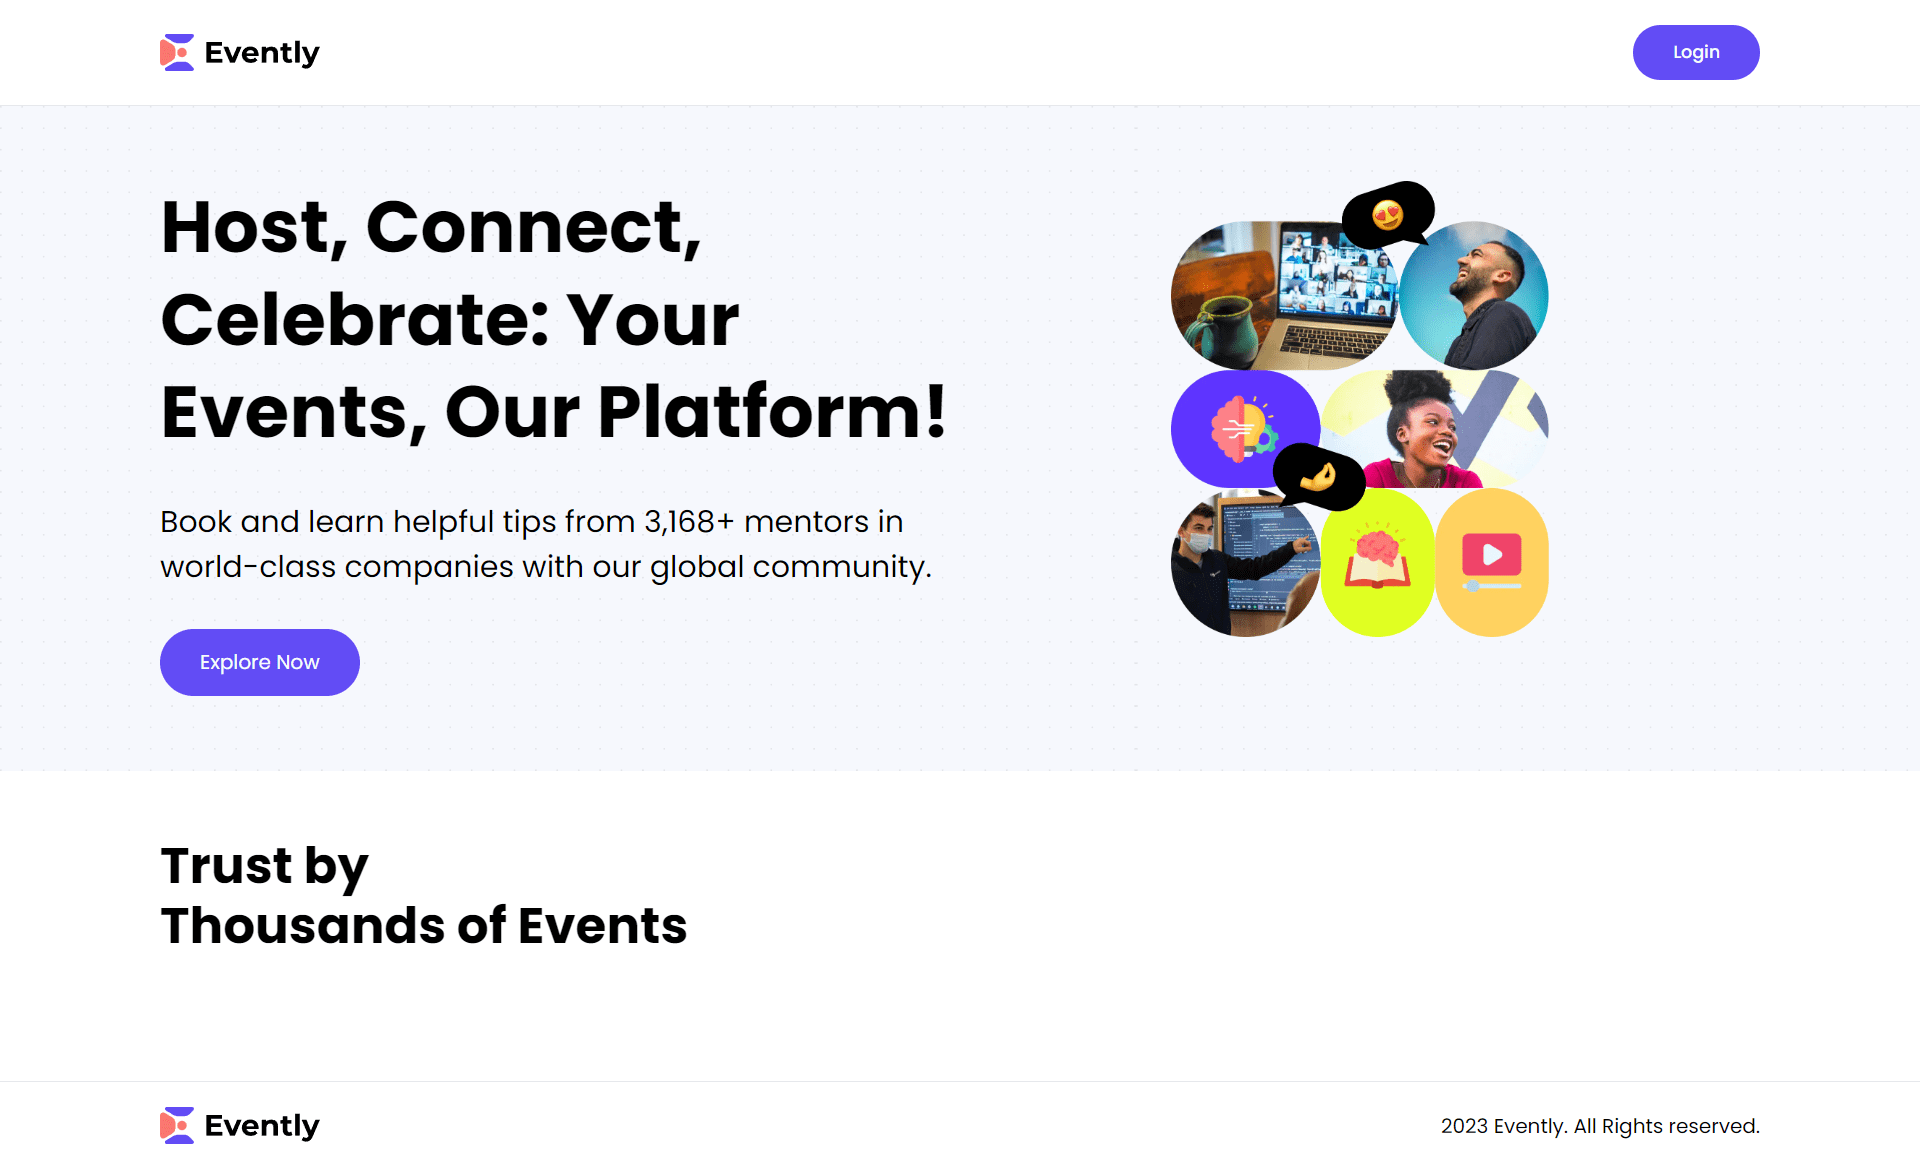 Evently
Login
Host, Connect,
Celebrate: Your
Events, Our Platform!
Book and learn helpful tips from 3,168+ mentors in
world-class companies with our global community.
Explore Now
Trust by
Thousands of Events
Evently
2023 Evently. All Rights reserved.